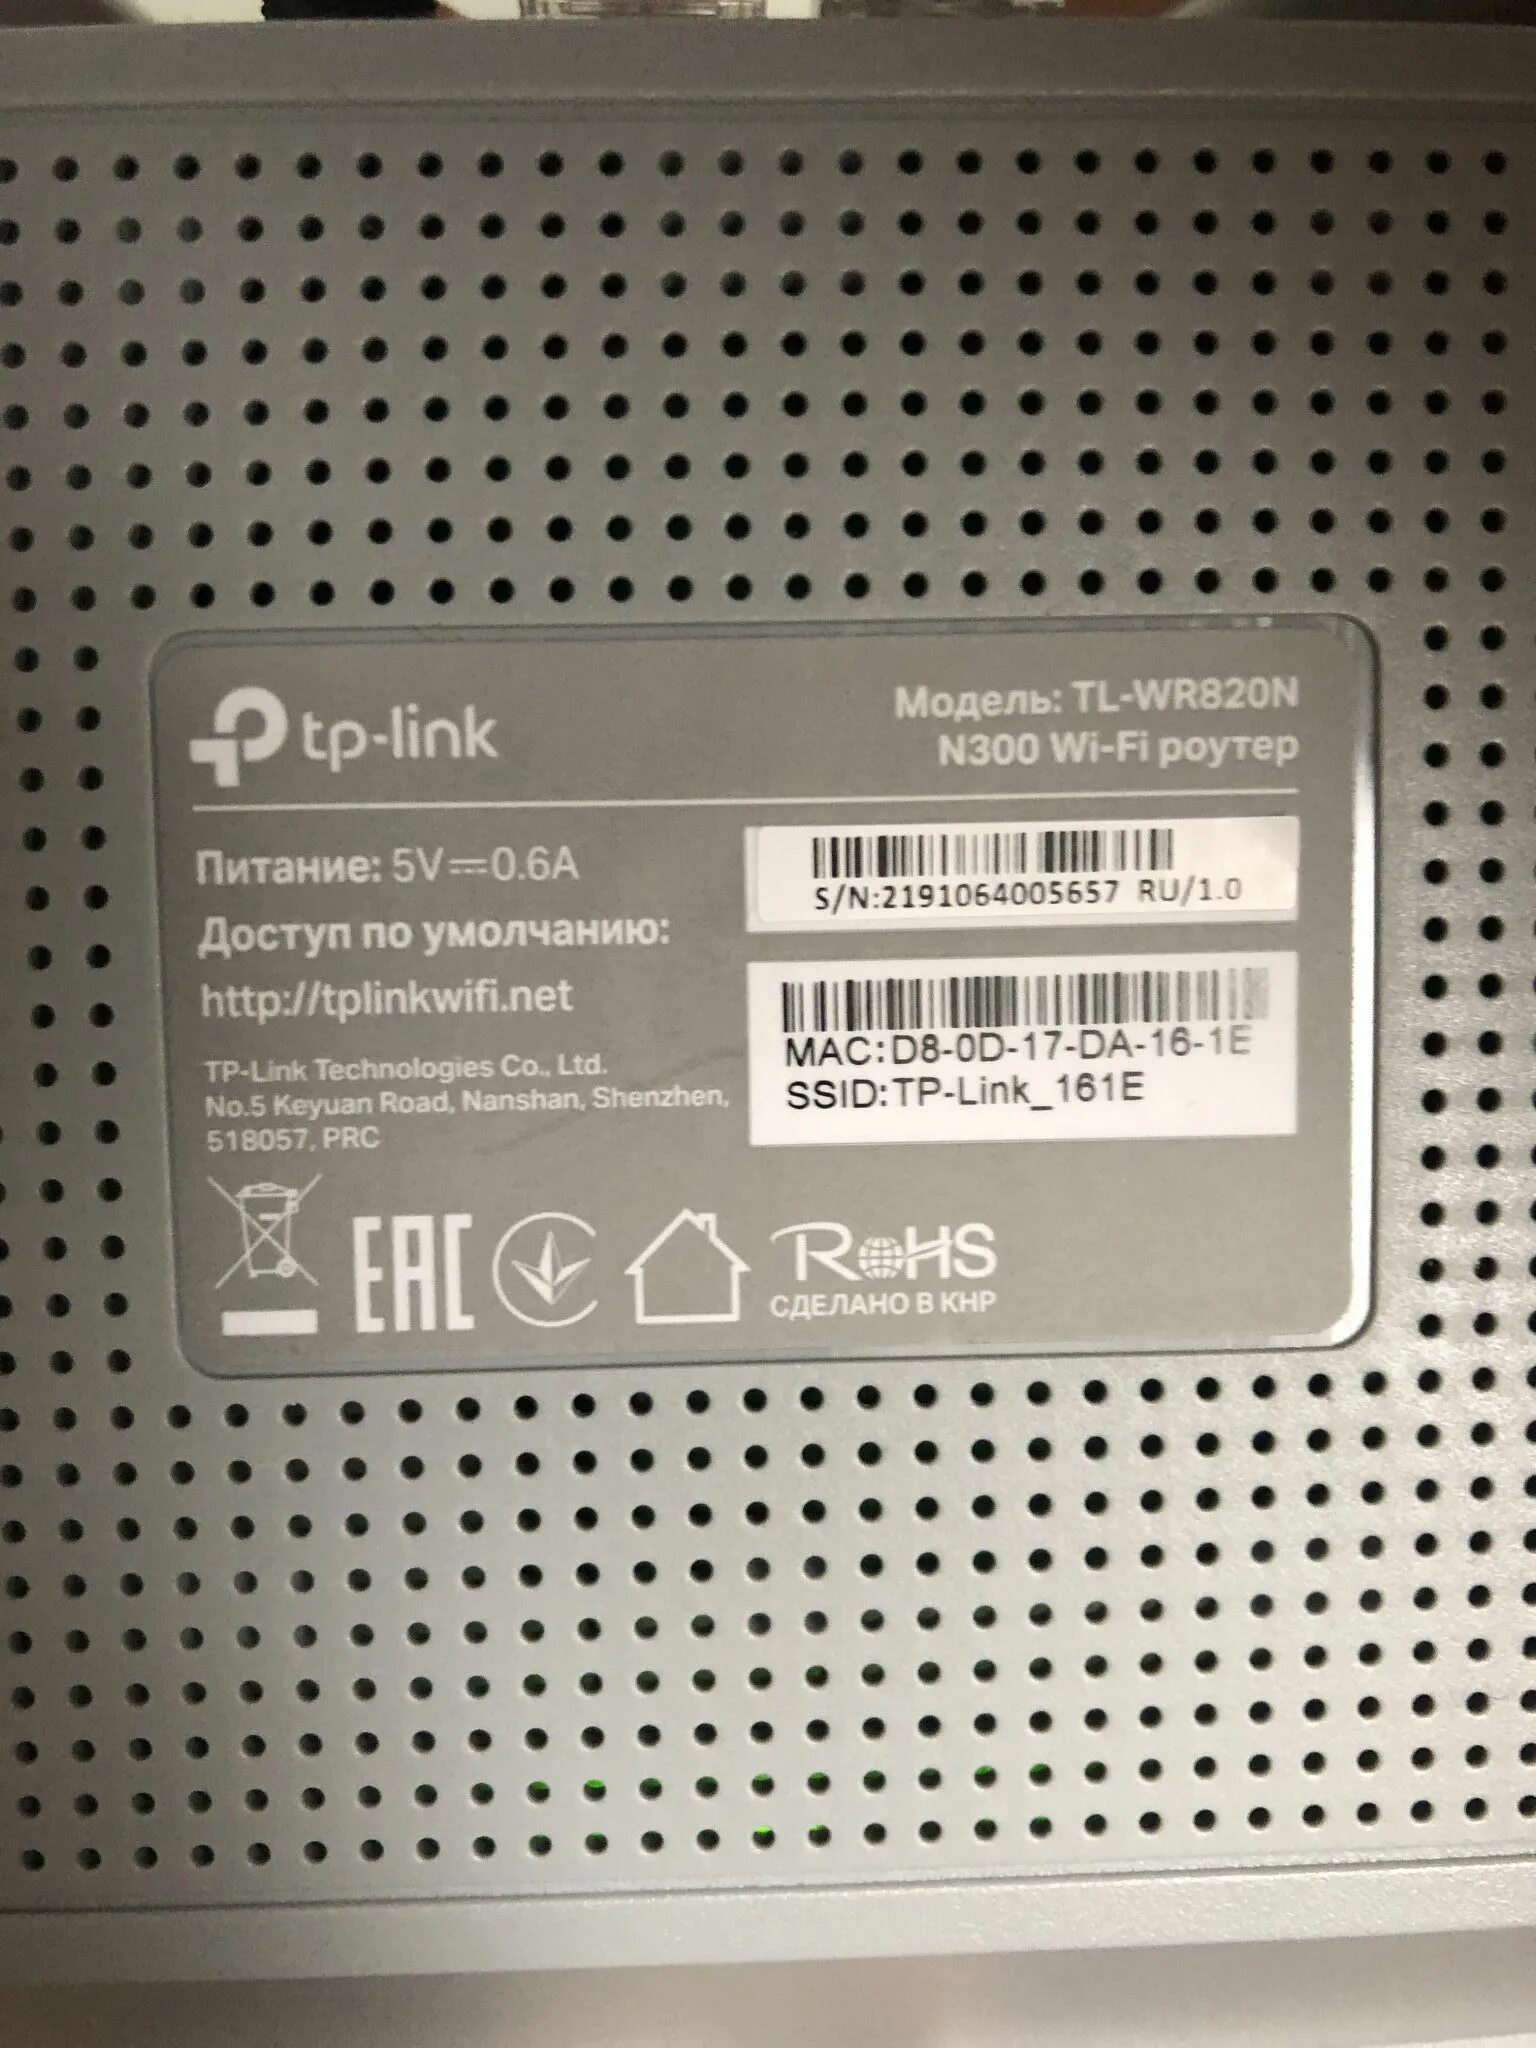 tp-link
Модель: TL-WR820N
N300 Wi-Fi роутер
Питание: 5V⎓0.6A
Доступ по умолчанию:
http://tplinkwifi.net
TP-Link Technologies Co., Ltd.
No.5 Keyuan Road, Nanshan, Shenzhen,
518057, PRC
S/N:2191064005657 RU/1.0
MAC:D8-0D-17-DA-16-1E
SSID:TP-Link_161E
EAC
RoHS
СДЕЛАНО В КНР